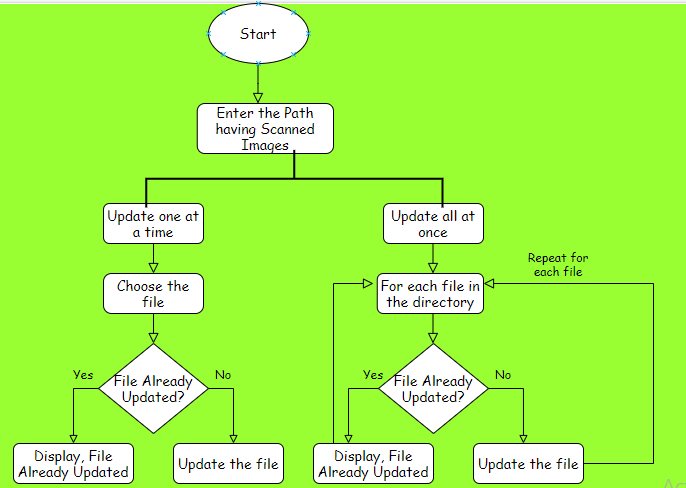 Start
Enter the Path
having Scanned
Images
Update one at
a time
Update all at
once
Choose the
file
For each file in
the directory
Repeat for
each file
Yes
File Already
Updated?
No
Yes
File Already
Updated?
No
Display, File
Already Updated
Update the file
Display, File
Already Updated
Update the file